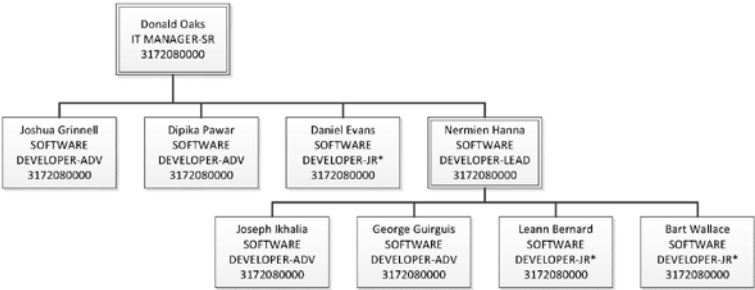 Donald Oaks
IT MANAGER-SR
3172080000
Joshua Grinnell
SOFTWARE
DEVELOPER-ADV
3172080000
Dipika Pawar
SOFTWARE
DEVELOPER-ADV
3172080000
Daniel Evans
SOFTWARE
DEVELOPER-JR*
3172080000
Nermien Hanna
SOFTWARE
DEVELOPER-LEAD
3172080000
Joseph Ikhalia
SOFTWARE
DEVELOPER-ADV
3172080000
George Guirguis
SOFTWARE
DEVELOPER-ADV
3172080000
Leann Bernard
SOFTWARE
DEVELOPER-JR*
3172080000
Bart Wallace
SOFTWARE
DEVELOPER-JR*
3172080000